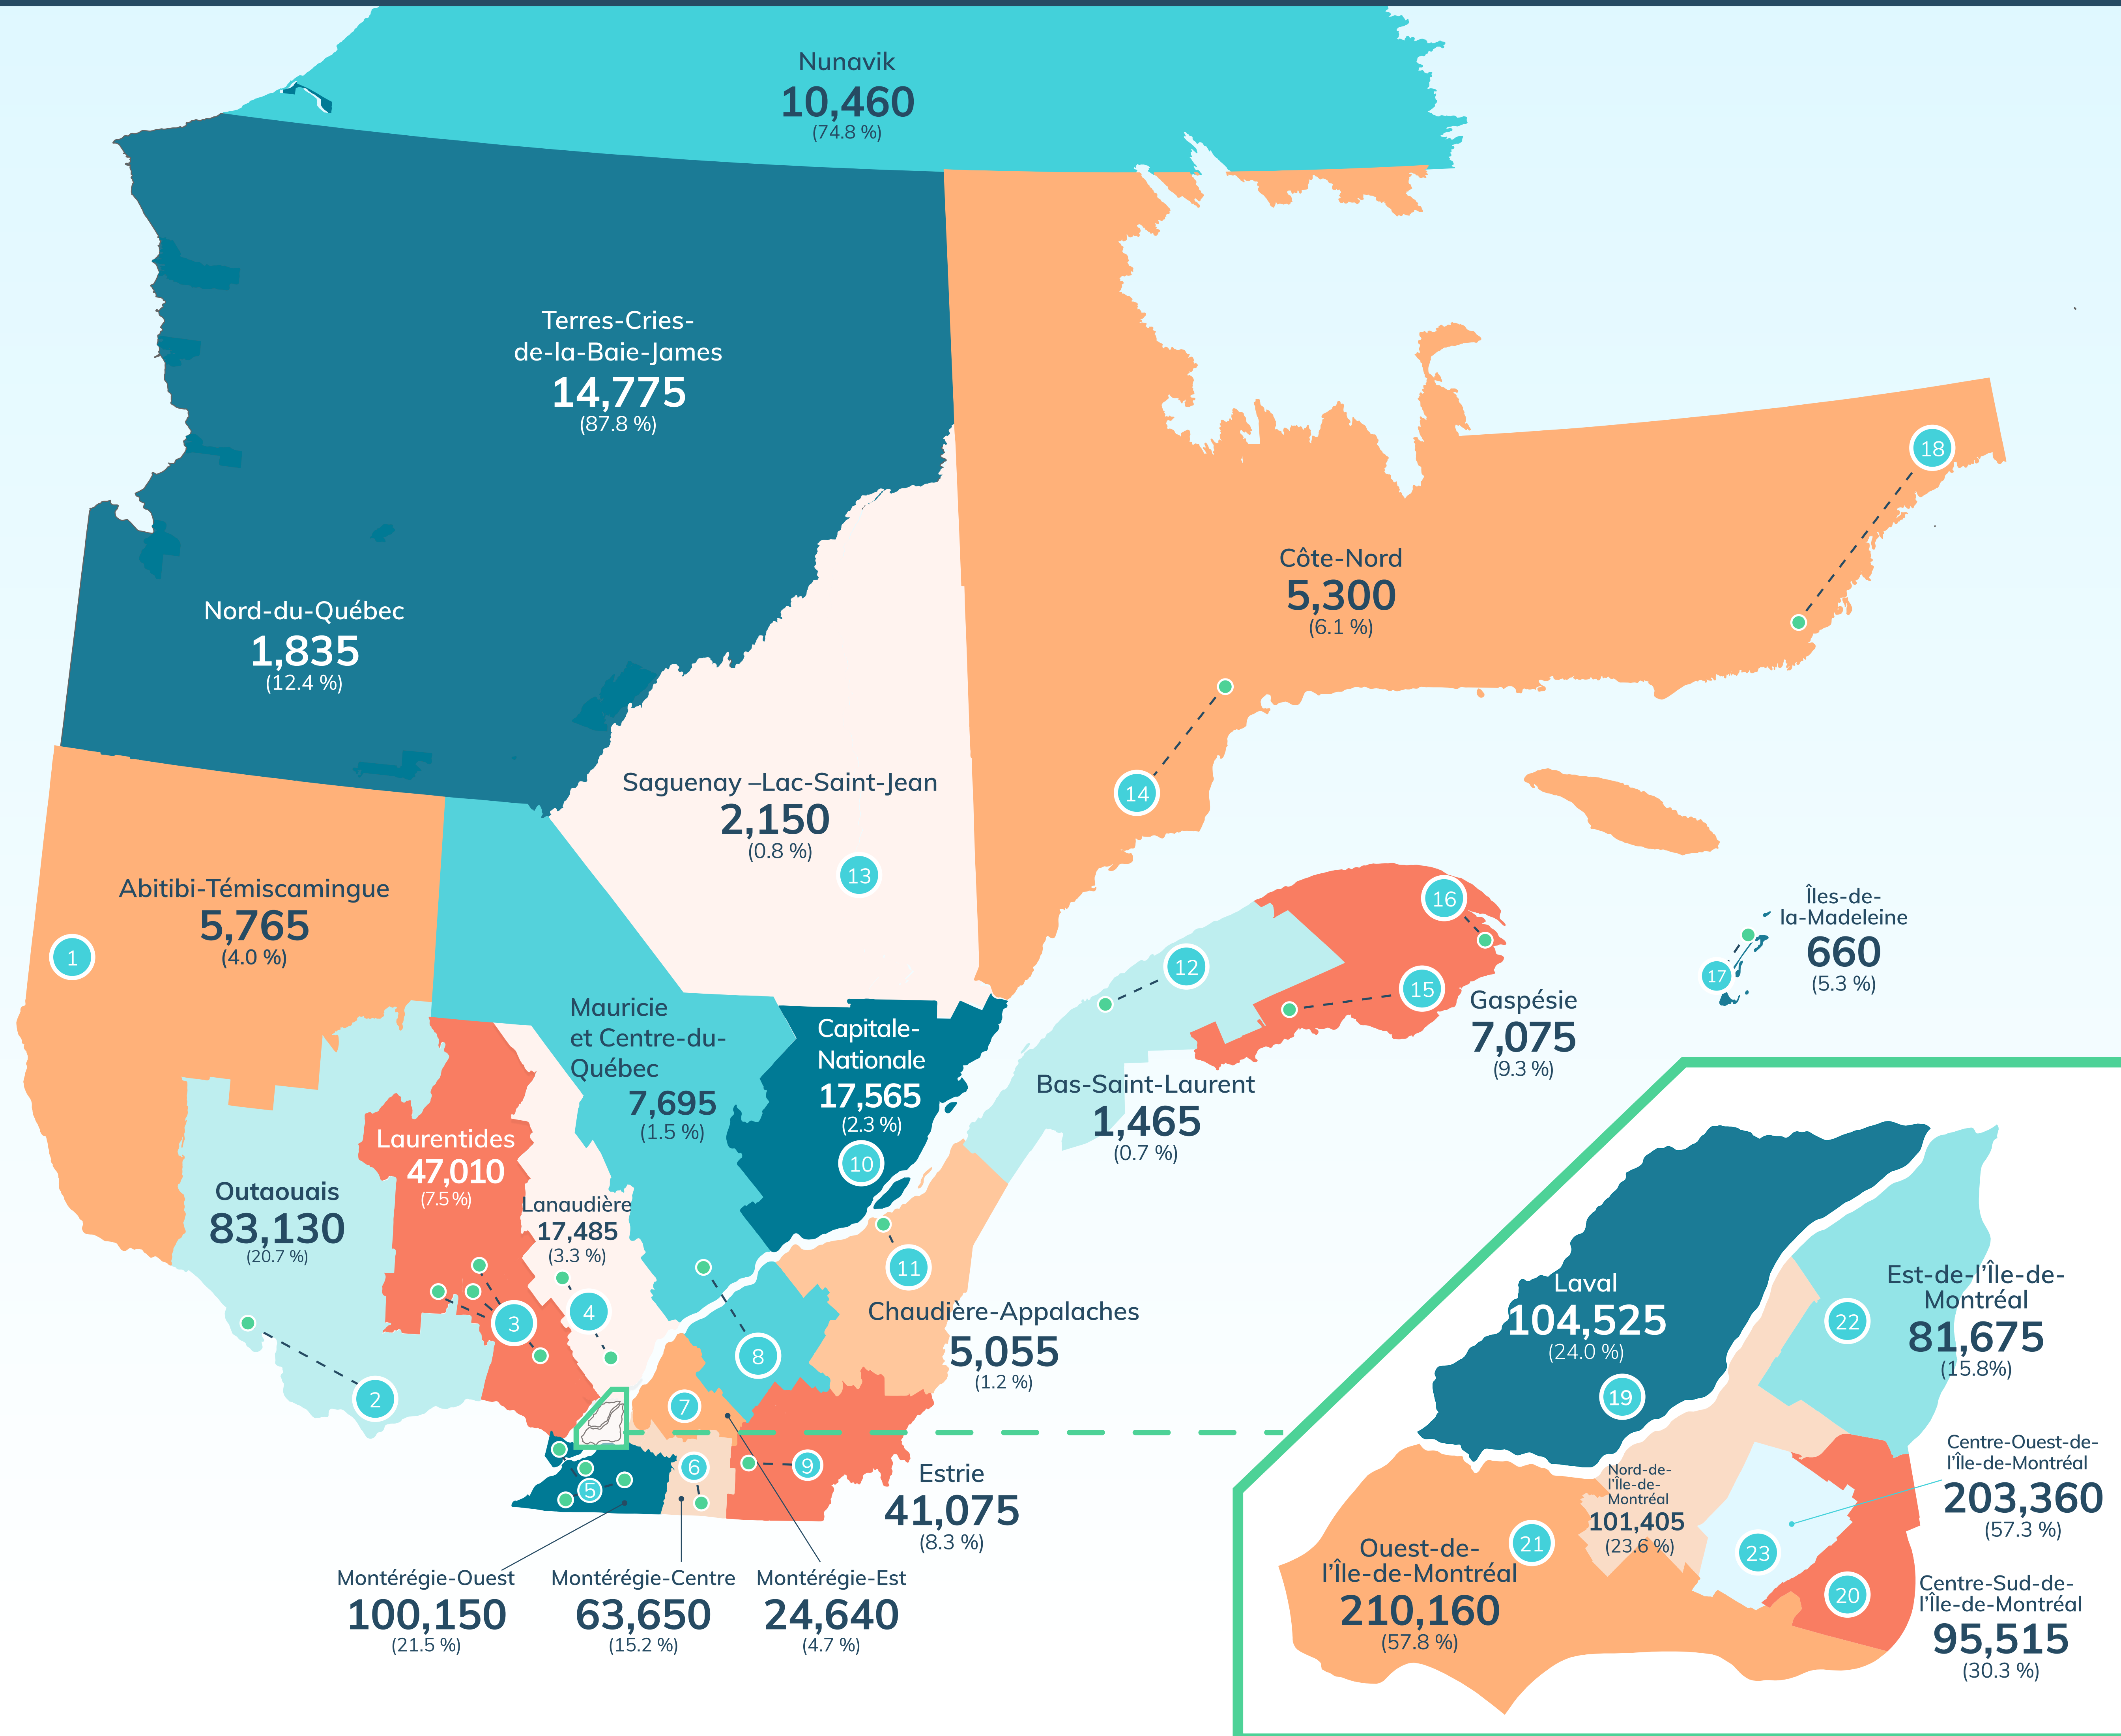 Nunavik
10,460
(74.8 %)
Terres-Cries-
de-la-Baie-James
14,775
(87.8 %)
Nord-du-Québec
1,835
(12.4 %)
Côte-Nord
5,300
(6.1 %)
18
14
Saguenay –Lac-Saint-Jean
2,150
(0.8 %)
13
Abitibi-Témiscamingue
5,765
(4.0 %)
1
Îles-de-
la-Madeleine
660
(5.3 %)
17
16
12
15
Gaspésie
7,075
(9.3 %)
Mauricie
et Centre-du-
Québec
7,695
(1.5 %)
Capitale-
Nationale
17,565
(2.3 %)
10
Bas-Saint-Laurent
1,465
(0.7 %)
Laurentides
47,010
(7.5 %)
Outaouais
83,130
(20.7 %)
Lanaudière
17,485
(3.3 %)
11
Chaudière-Appalaches
5,055
(1.2 %)
4
3
8
2
7
6
9
5
Estrie
41,075
(8.3 %)
Montérégie-Ouest
100,150
(21.5 %)
Montérégie-Centre
63,650
(15.2 %)
Montérégie-Est
24,640
(4.7 %)
Laval
104,525
(24.0 %)
19
Est-de-l’Île-de-
Montréal
81,675
(15.8%)
22
Centre-Ouest-de-
l’Île-de-Montréal
203,360
(57.3 %)
Nord-de-
l’Île-de-
Montréal
101,405
(23.6 %)
23
21
Ouest-de-
l’Île-de-Montréal
210,160
(57.8 %)
20
Centre-Sud-de-
l’Île-de-Montréal
95,515
(30.3 %)